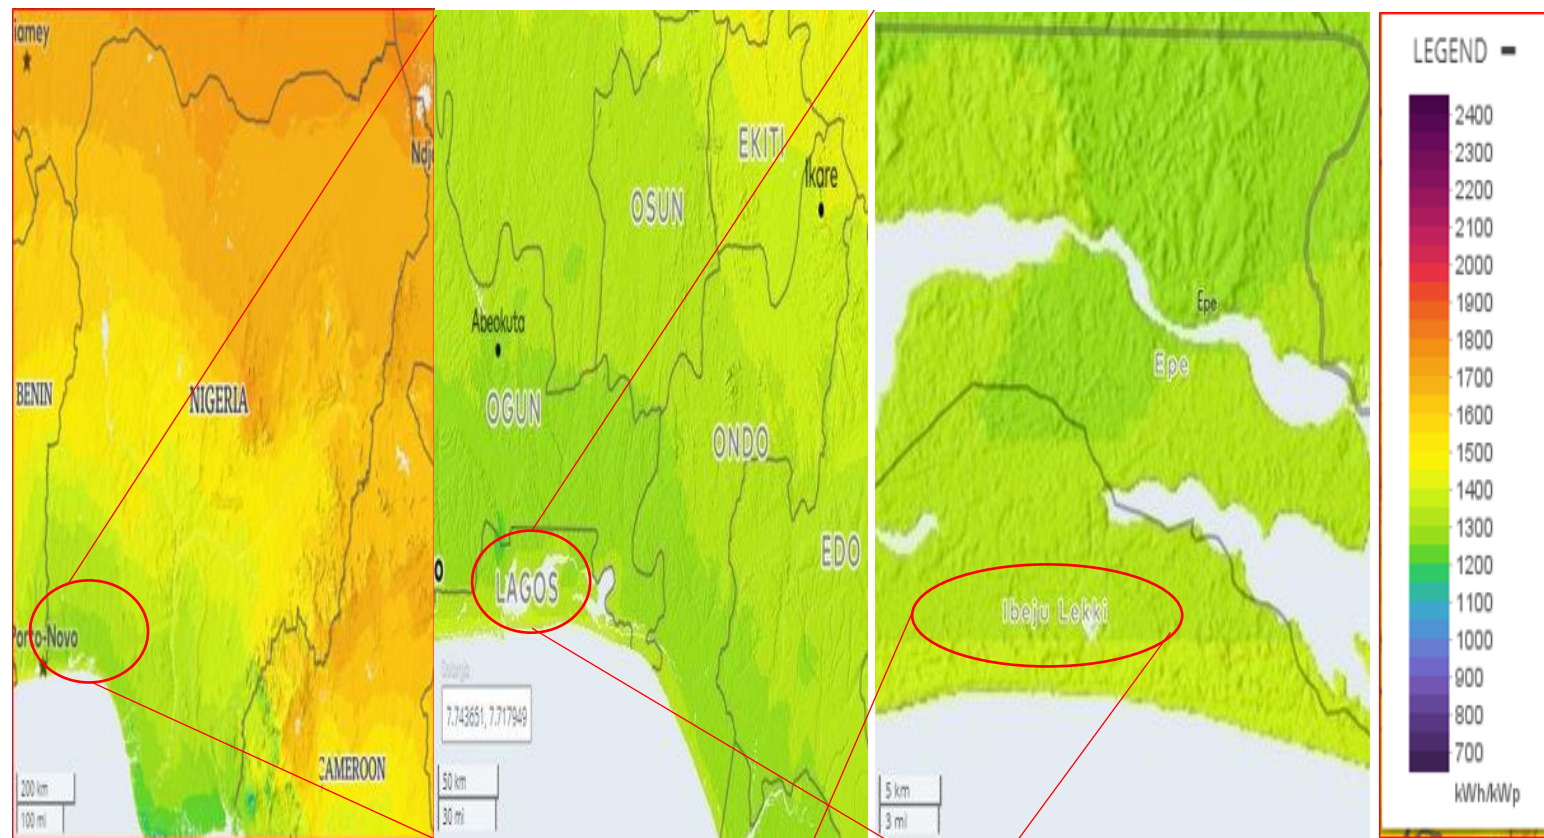 iamey
Ndj
BENIN
NIGERIA
Porto-Novo
CAMEROON
200 km
100 mi
EKITI
Ikare
OSUN
Abeokuta
OGUN
ONDO
EDO
LAGOS
o
7.743651, 7.717949
50 km
30 mi
Epe
Epe
Ibeju Lekki
5 km
3 mi
LEGEND
2400
2300
2200
2100
2000
1900
1800
1700
1600
1500
1400
1300
1200
1100
1000
900
800
700
kWh/kWp